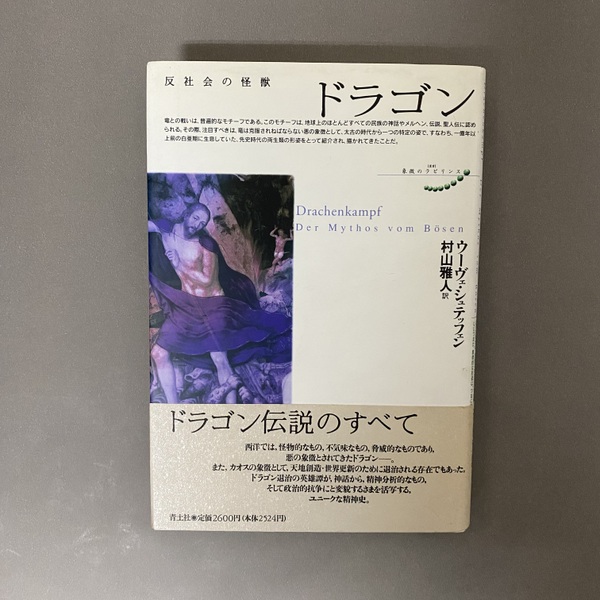 反社会の怪獣
ドラゴン
竜との戦いは、普遍的なモチーフである。このモチーフは、地球上のほとんどすべての民族の神話やメルヘン、伝説、聖人伝に認め
られる。その際、注目すべきは、竜は克服されねばならない悪の象徴として、太古の時代から一つの特定の姿で、すなわち、一億年以
上前の白亜期に生息していた、先史時代の両生類の形姿をとって紹介され、描かれてきたことだ。
象徴のラビリンス
Drachenkampf
Der Mythos vom Bösen
ウーヴェ・シュテッフェン
村山雅人 訳
ドラゴン伝説のすべて
西洋では、怪物的なもの、不気味なもの、脅威的なものであり、
悪の象徴とされてきたドラゴン──。
また、カオスの象徴として、天地創造・世界更新のために退治される存在でもあった。
ドラゴン退治の英雄譚が、神話から、精神分析的なもの、
そして政治的抗争にと変貌するさまを活写する、
ユニークな精神史。
青土社◉定価2600円（本体2524円）